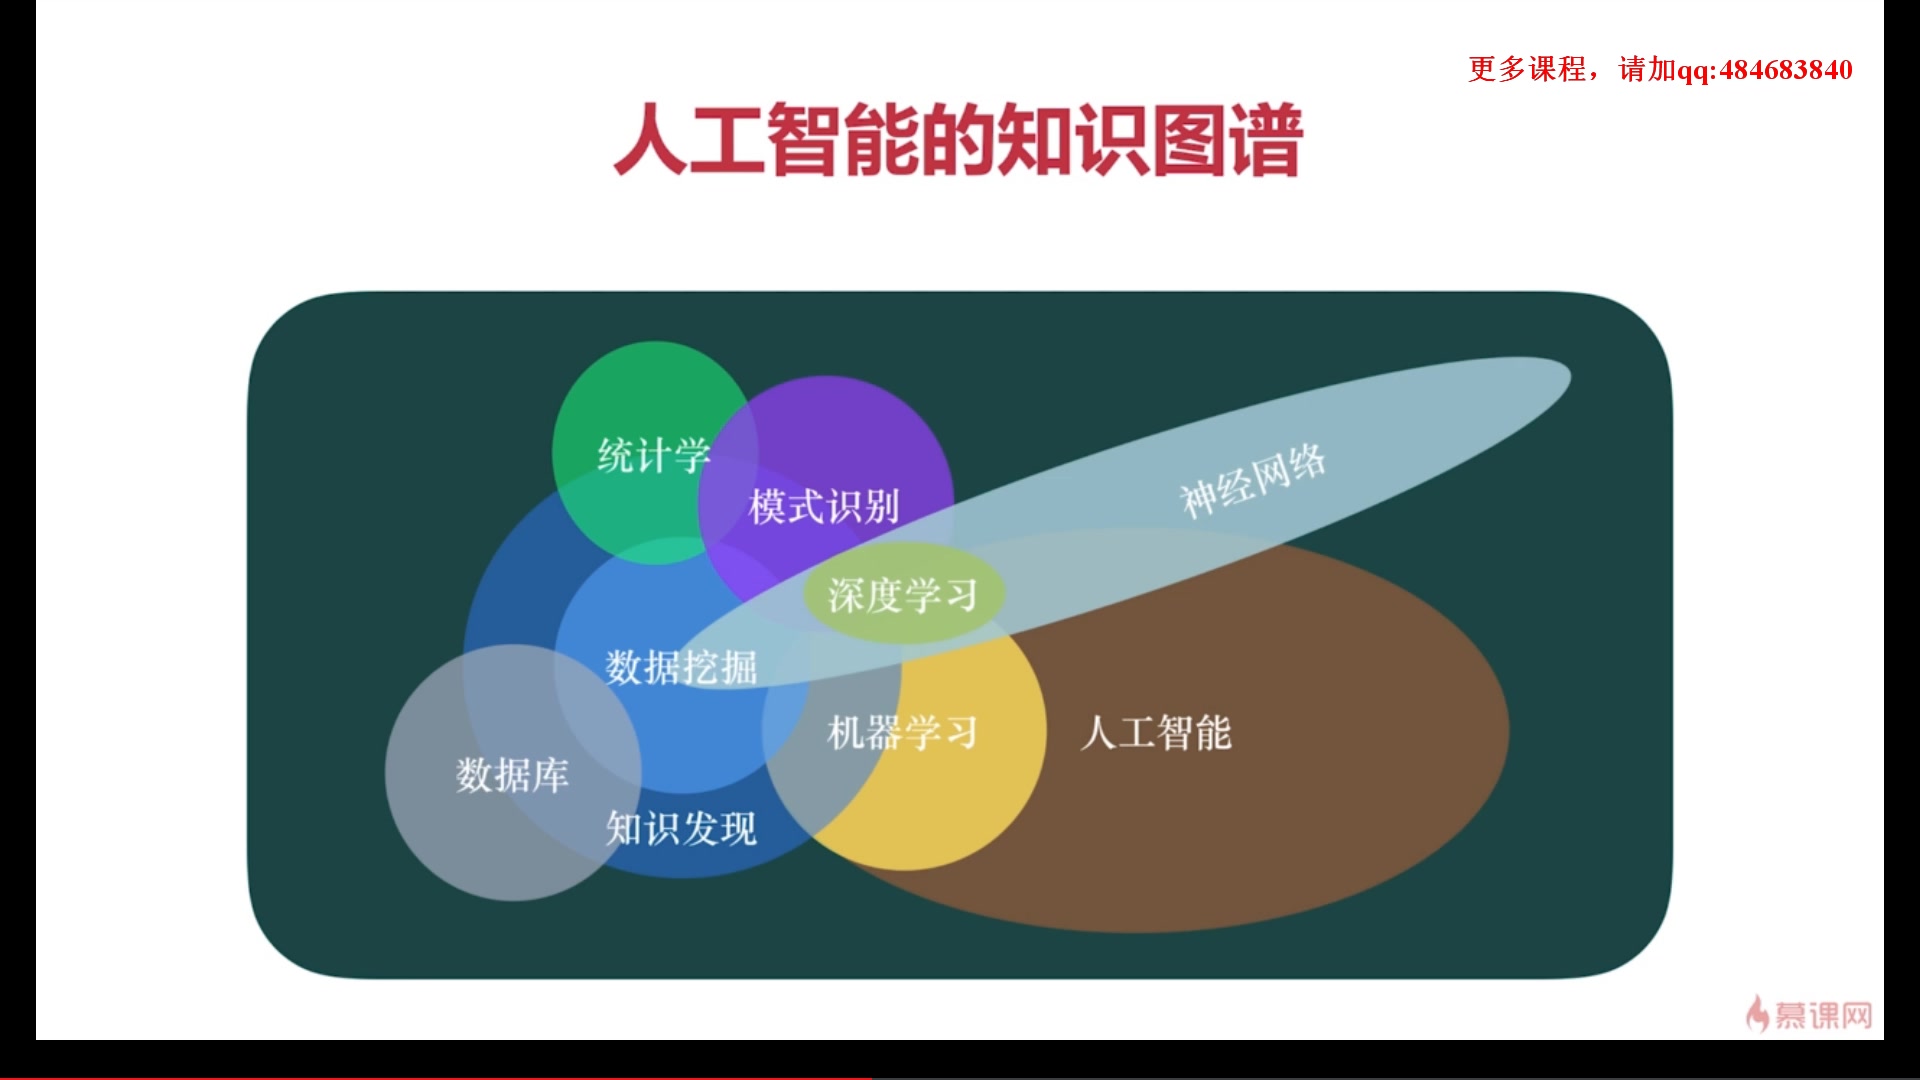 更多课程，请加qq:484683840
人工智能的知识图谱
统计学
模式识别
神经网络
深度学习
数据挖掘
机器学习
人工智能
数据库
知识发现
慕课网